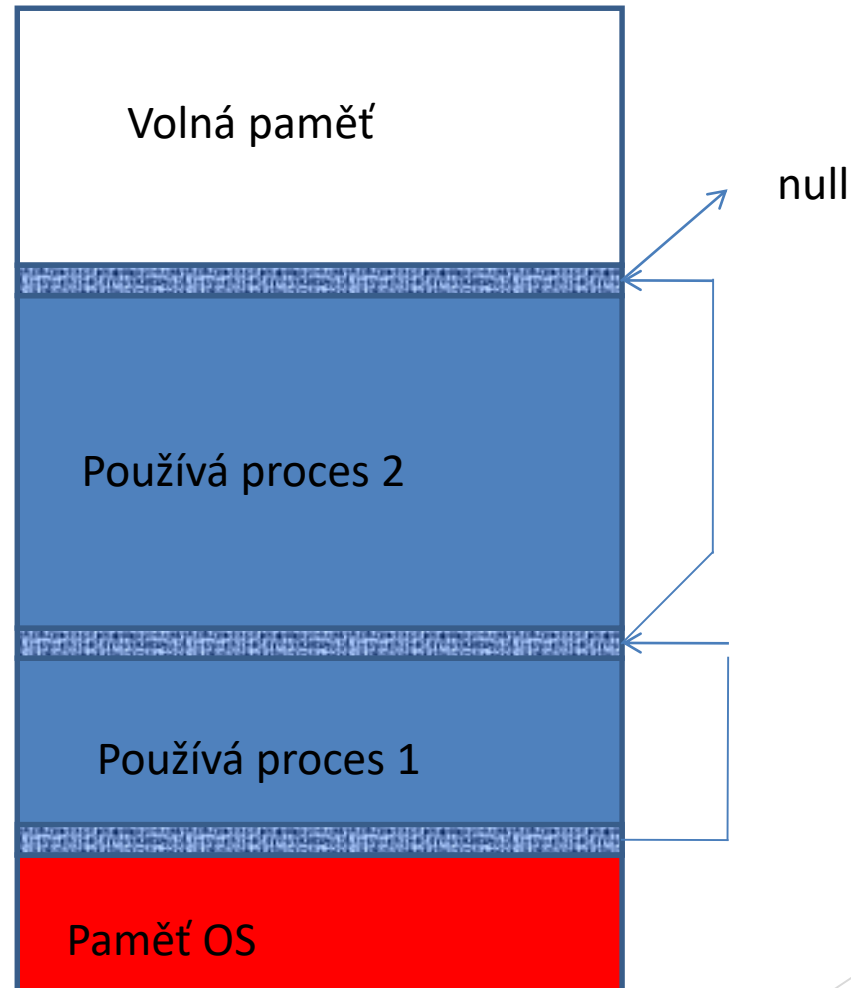 Volná paměť
null
Používá proces 2
Používá proces 1
Paměť OS